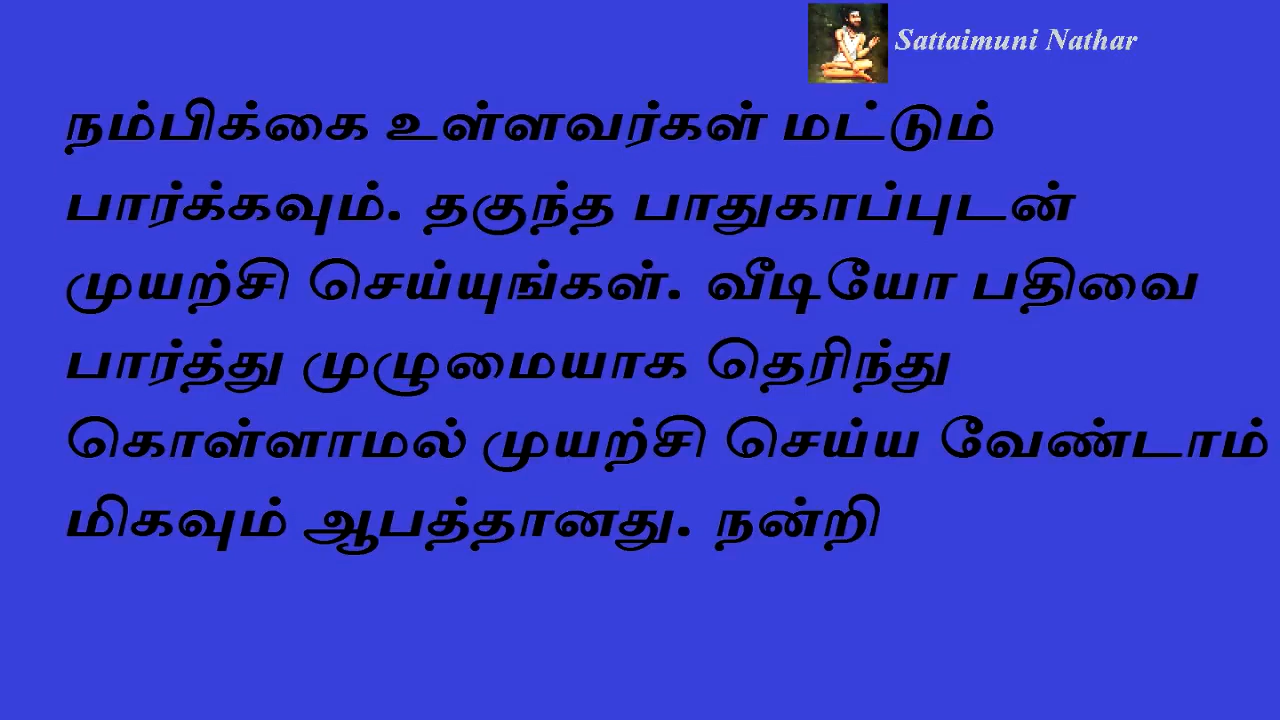 Sattaimuni Nathar
நம்பிக்கை உள்ளவர்கள் மட்டும்
பார்க்கவும். தகுந்த பாதுகாப்புடன்
முயற்சி செய்யுங்கள். வீடியோ பதிவை
பார்த்து முழுமையாக தெரிந்து
கொள்ளாமல் முயற்சி செய்ய வேண்டாம்
மிகவும் ஆபத்தானது. நன்றி